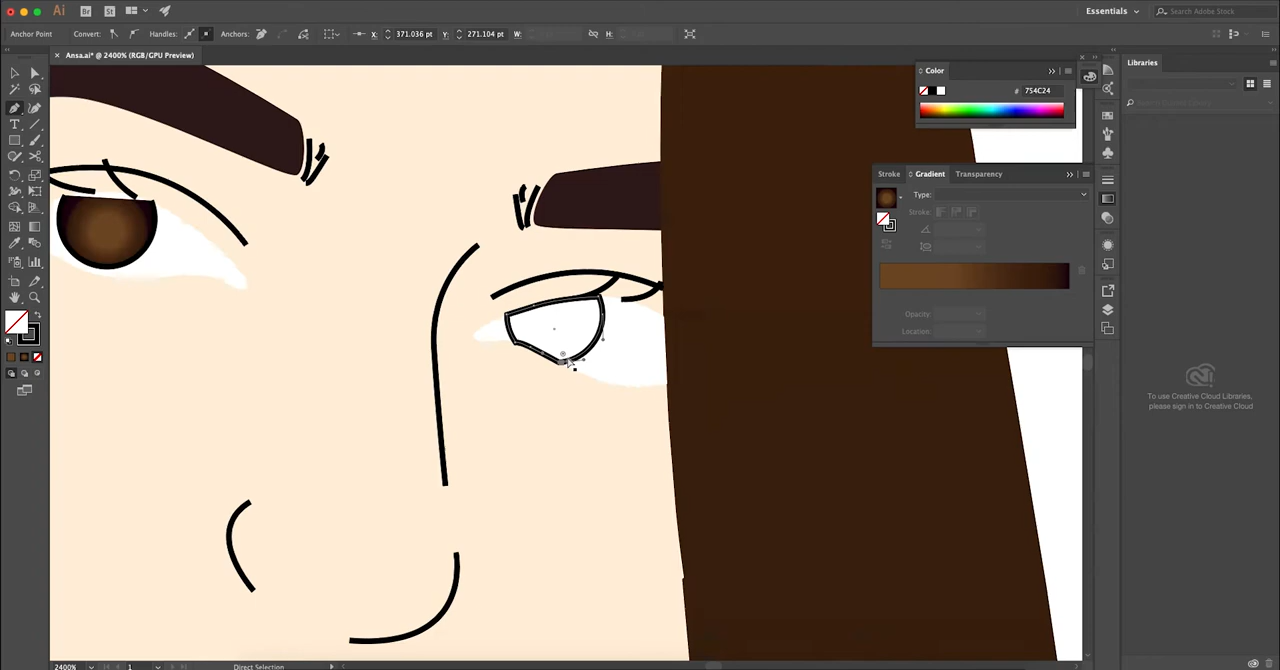 Ai Br St Essentials Search Adobe Stock
Anchor Point Convert: Handles: Anchors: X: 371.036 pt Y: 271.104 pt W: H:
× Ansa.ai* @ 2400% (RGB/GPU Preview)
Color
# 754C24
Libraries
Stroke Gradient Transparency
Type:
Stroke:
Opacity:
Location:
To use Creative Cloud Libraries,
please sign in to Creative Cloud
2400% 1 Direct Selection